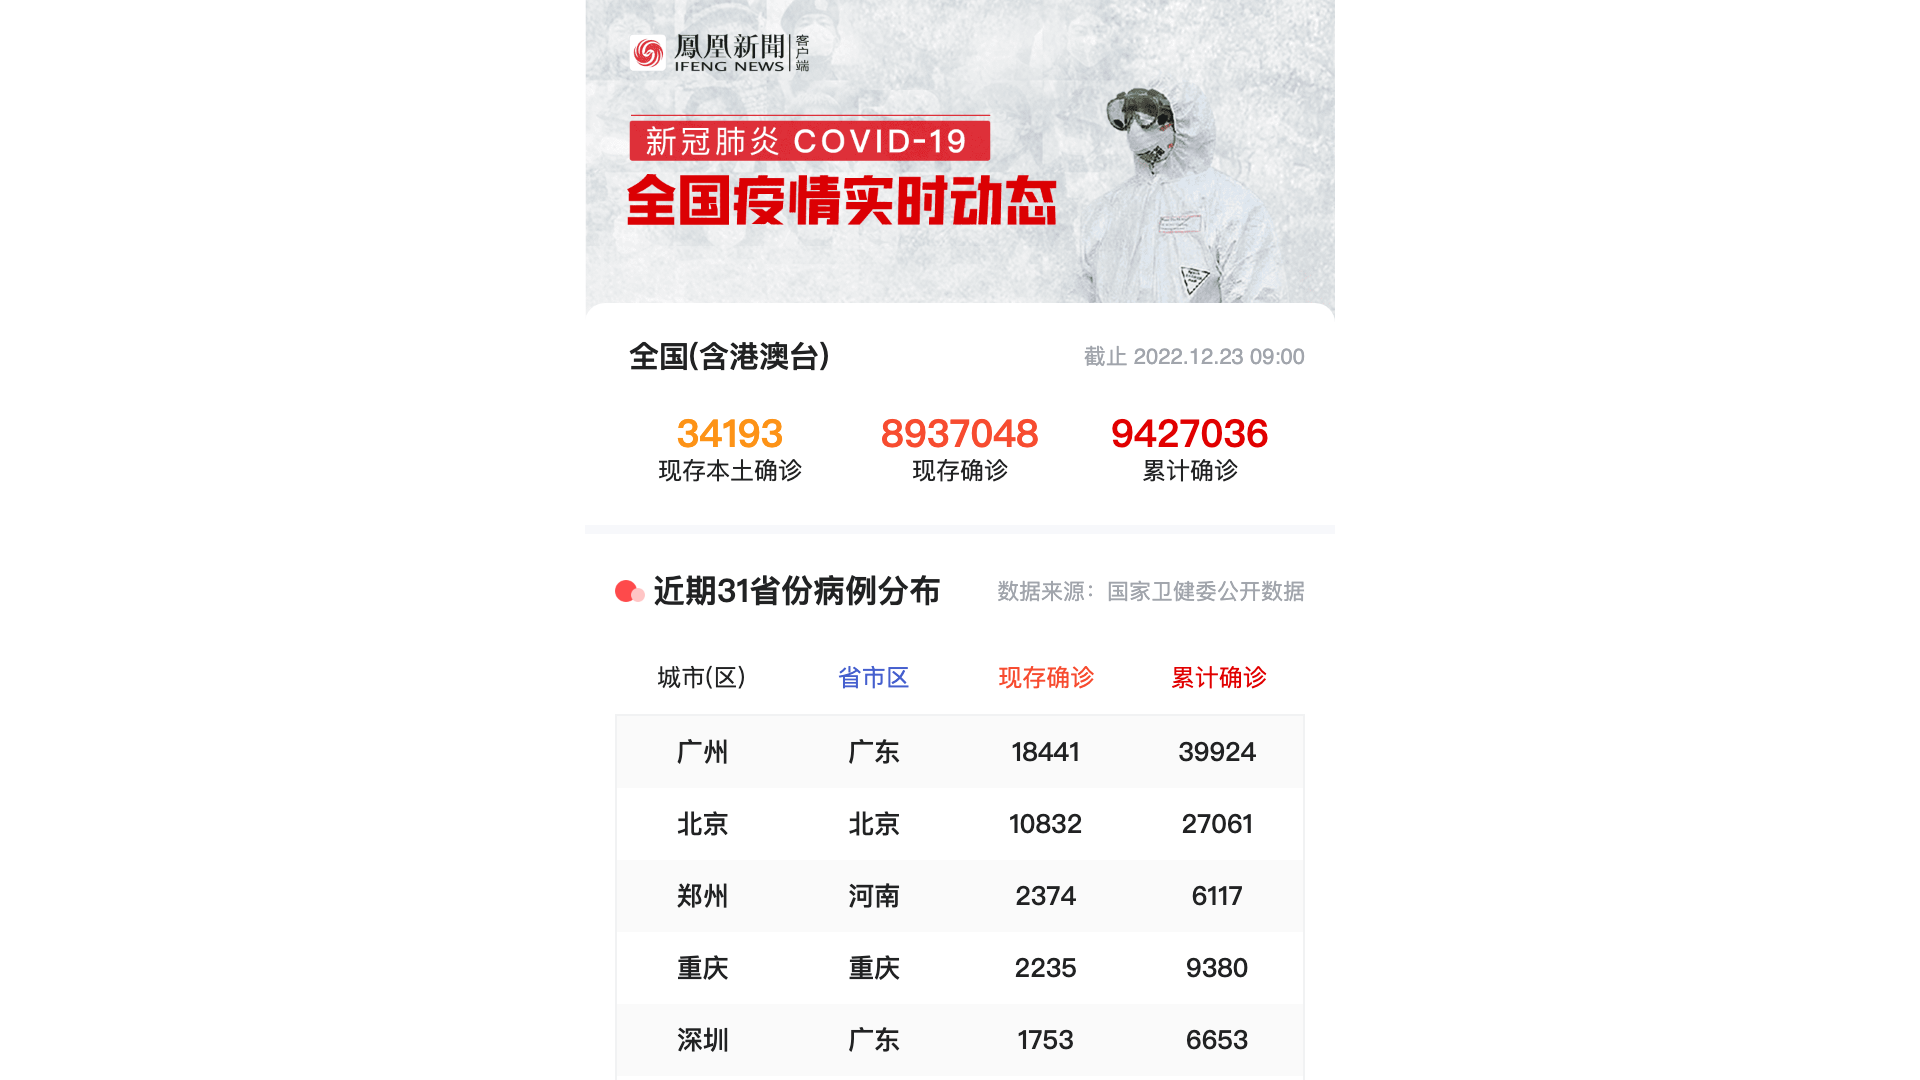 鳳凰新聞 客户端
IFENG NEWS
新冠肺炎 COVID-19
全国疫情实时动态
全国(含港澳台) 截止 2022.12.23 09:00
34193 8937048 9427036
现存本土确诊 现存确诊 累计确诊
近期31省份病例分布 数据来源：国家卫健委公开数据
城市(区) 省市区 现存确诊 累计确诊
广州 广东 18441 39924
北京 北京 10832 27061
郑州 河南 2374 6117
重庆 重庆 2235 9380
深圳 广东 1753 6653